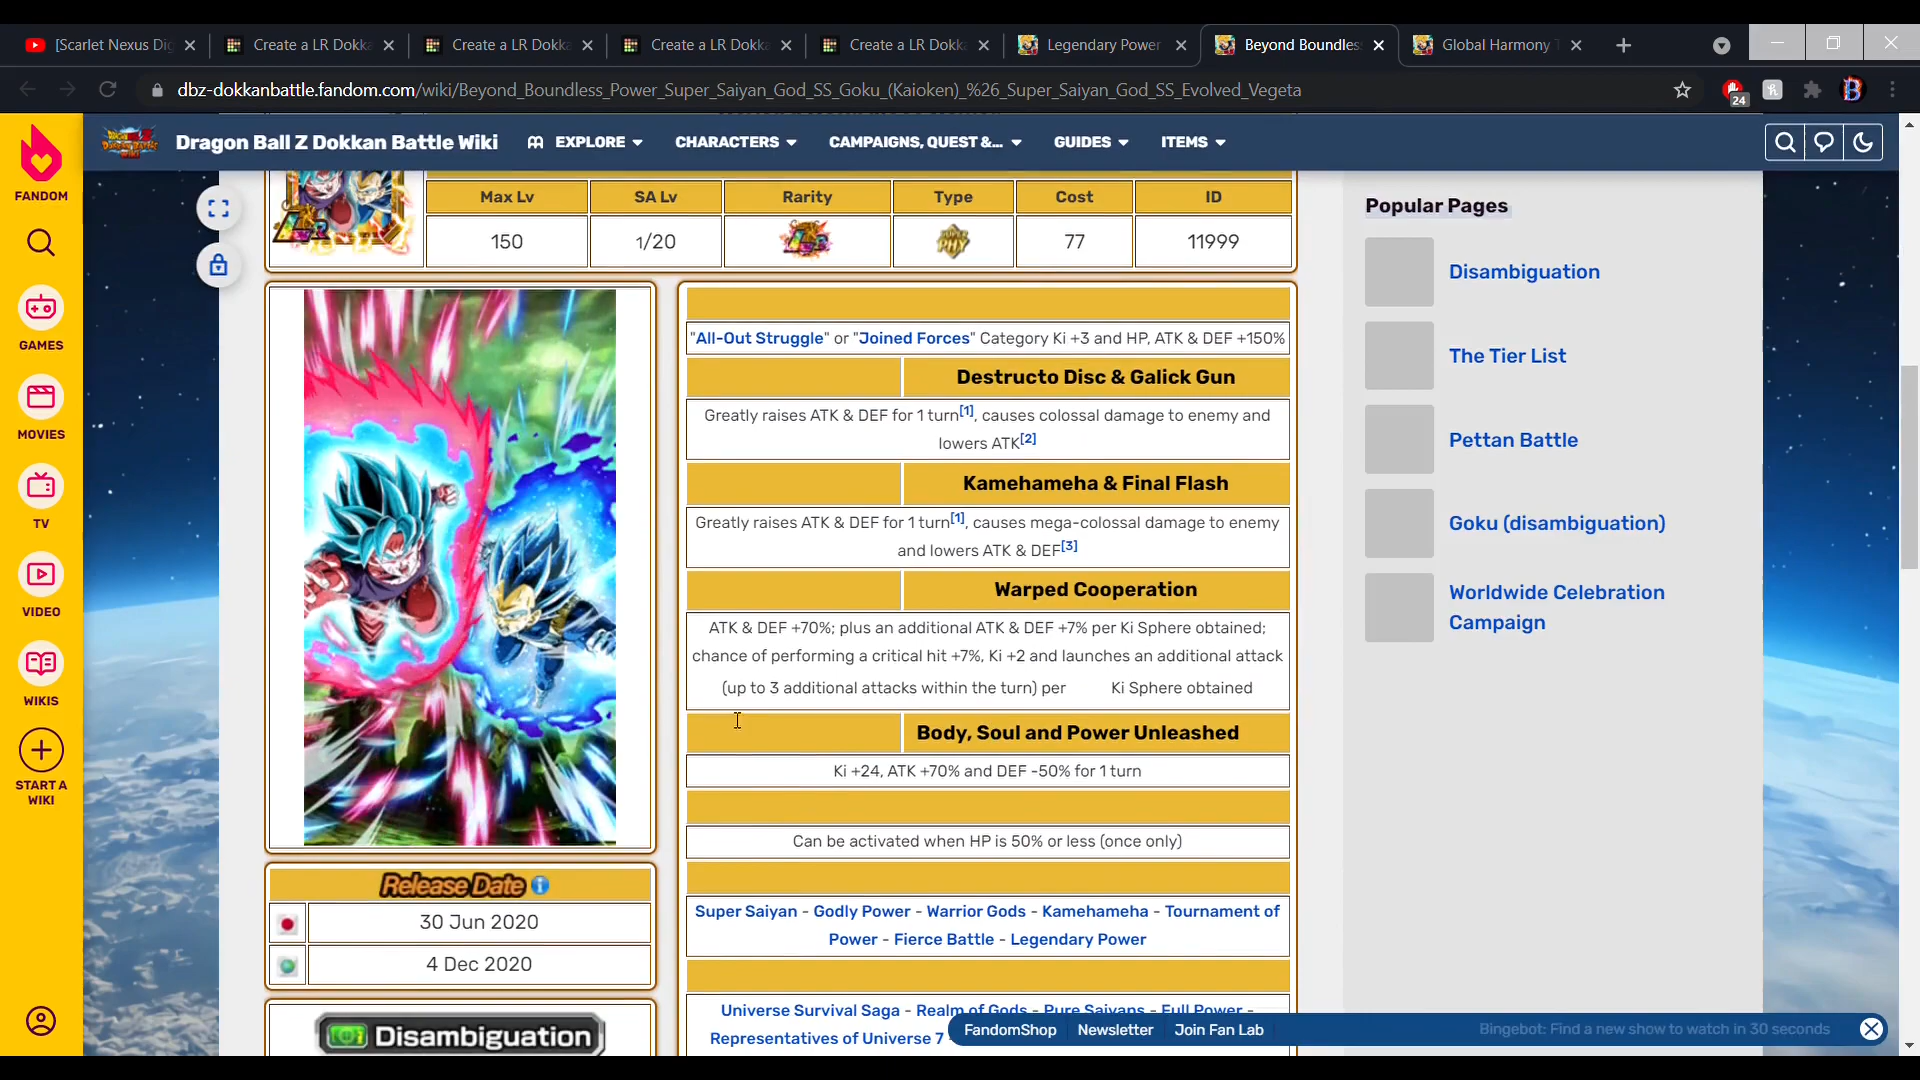 [Scarlet Nexus Dig
Create a LR Dokka
Create a LR Dokka
Create a LR Dokka
Create a LR Dokka
Legendary Power
Beyond Boundless
Global Harmony T
dbz-dokkanbattle.fandom.com/wiki/Beyond_Boundless_Power_Super_Saiyan_God_SS_Goku_(Kaioken)_%26_Super_Saiyan_God_SS_Evolved_Vegeta
24
Dragon Ball Z Dokkan Battle Wiki
EXPLORE
CHARACTERS
CAMPAIGNS, QUEST &...
GUIDES
ITEMS
FANDOM
GAMES
MOVIES
TV
VIDEO
WIKIS
START A
WIKI
Max Lv SA Lv Rarity Type Cost ID
150 1/20 LR SUPER PHY 77 11999
"All-Out Struggle" or "Joined Forces" Category Ki +3 and HP, ATK & DEF +150%
Destructo Disc & Galick Gun
Greatly raises ATK & DEF for 1 turn[1], causes colossal damage to enemy and
lowers ATK[2]
Kamehameha & Final Flash
Greatly raises ATK & DEF for 1 turn[1], causes mega-colossal damage to enemy
and lowers ATK & DEF[3]
Warped Cooperation
ATK & DEF +70%; plus an additional ATK & DEF +7% per Ki Sphere obtained;
chance of performing a critical hit +7%, Ki +2 and launches an additional attack
(up to 3 additional attacks within the turn) per Ki Sphere obtained
Body, Soul and Power Unleashed
Ki +24, ATK +70% and DEF -50% for 1 turn
Can be activated when HP is 50% or less (once only)
Super Saiyan - Godly Power - Warrior Gods - Kamehameha - Tournament of
Power - Fierce Battle - Legendary Power
Universe Survival Saga - Realm of Gods - Pure Saiyans - Full Power -
Representatives of Universe 7
Release Date
30 Jun 2020
4 Dec 2020
Disambiguation
Popular Pages
Disambiguation
The Tier List
Pettan Battle
Goku (disambiguation)
Worldwide Celebration
Campaign
FandomShop
Newsletter
Join Fan Lab
Bingebot: Find a new show to watch in 30 seconds